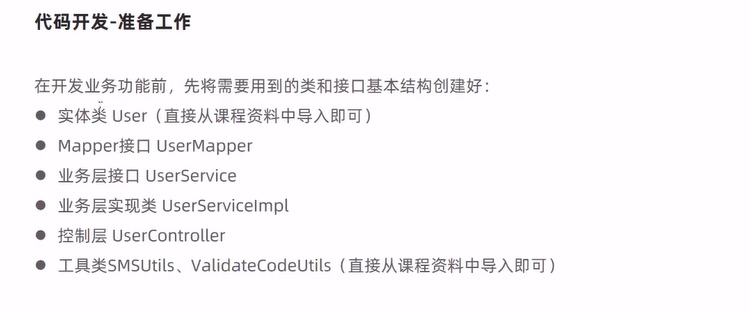 代码开发-准备工作
在开发业务功能前，先将需要用到的类和接口基本结构创建好：
● 实体类 User（直接从课程资料中导入即可）
● Mapper接口 UserMapper
● 业务层接口 UserService
● 业务层实现类 UserServiceImpl
● 控制层 UserController
● 工具类SMSUtils、ValidateCodeUtils（直接从课程资料中导入即可）